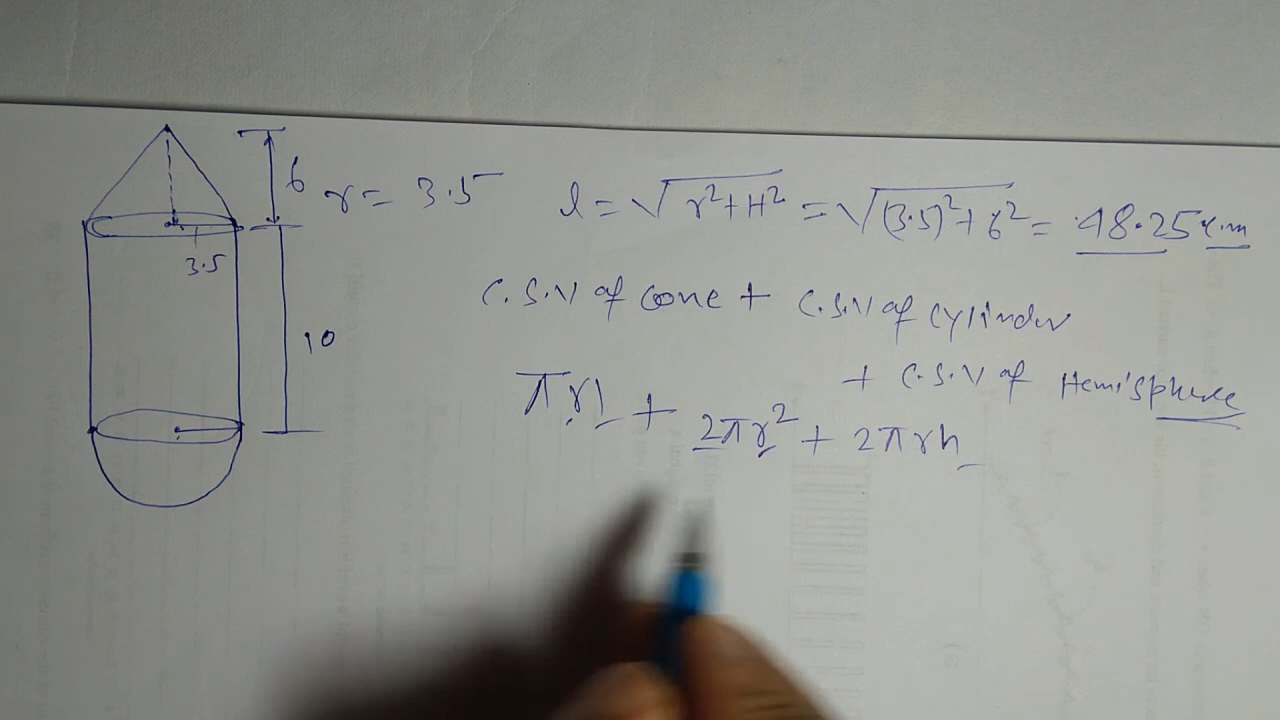 6
r = 3.5
l = √r²+H² = √(3.5)²+6² = 48.25 c.m
3.5
C.S.V of Cone + C.S.V of Cylinder
10
+ C.S.V of Hemisphere
πrl + 2πr² + 2πrh